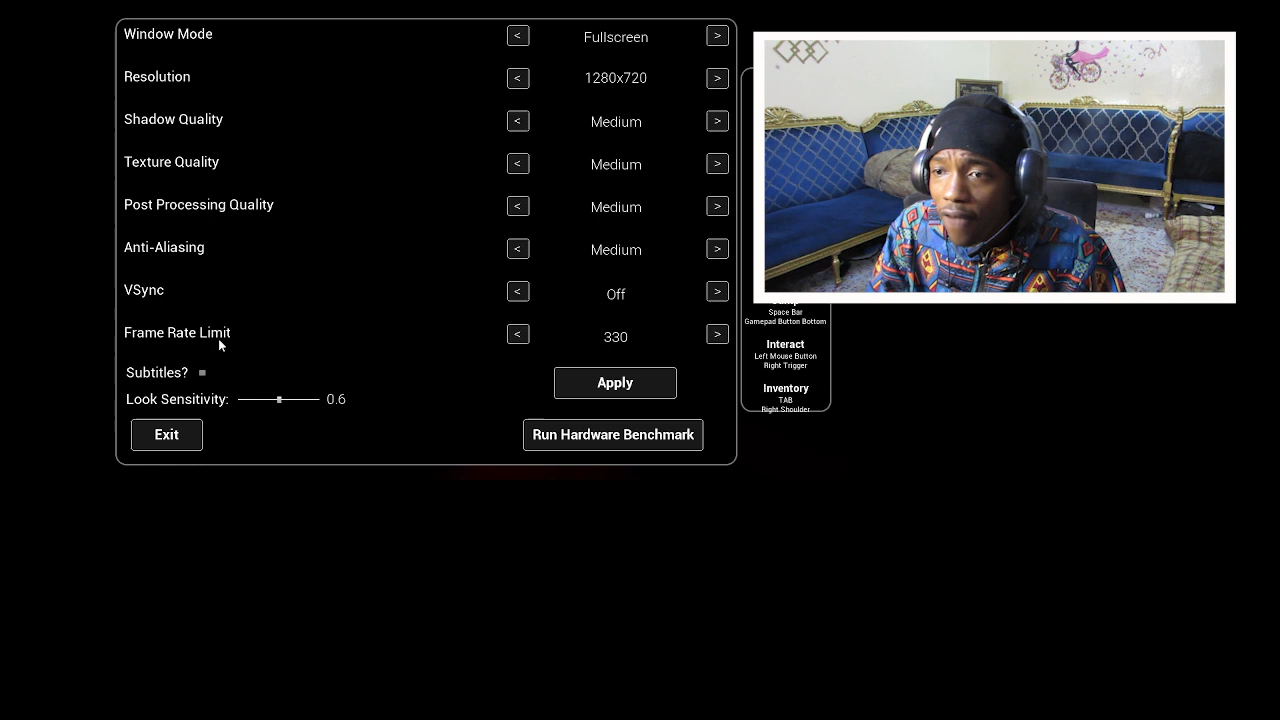 Window Mode < Fullscreen >
Resolution < 1280x720 >
Shadow Quality < Medium >
Texture Quality < Medium >
Post Processing Quality < Medium >
Anti-Aliasing < Medium >
VSync < Off >
Frame Rate Limit < 330 >
Subtitles?
Apply
Look Sensitivity: 0.6
Exit
Run Hardware Benchmark
Space Bar
Gamepad Button Bottom
Interact
Left Mouse Button
Right Trigger
Inventory
TAB
Right Shoulder